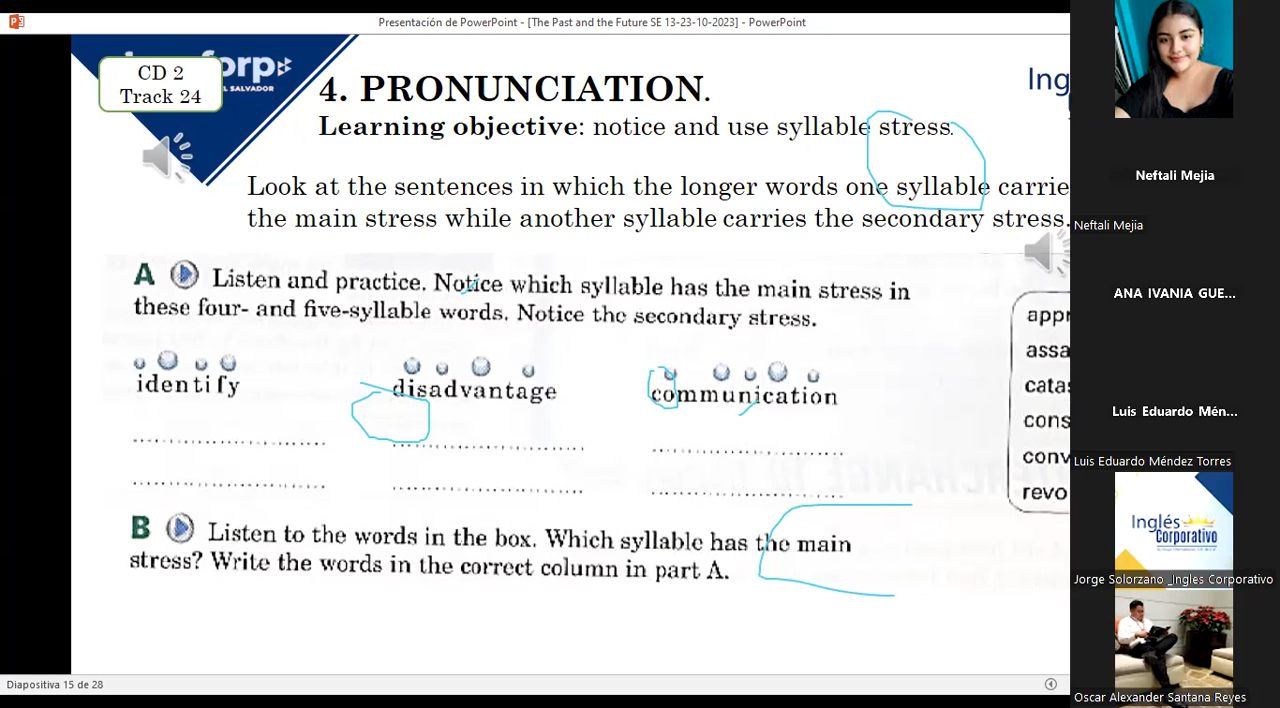 Presentación de PowerPoint - [The Past and the Future SE 13-23-10-2023] - PowerPoint
CD 2
Track 24
EL SALVADOR
4. PRONUNCIATION.
Learning objective: notice and use syllable stress.
Look at the sentences in which the longer words one syllable carrie
the main stress while another syllable carries the secondary stress.
A Listen and practice. Notice which syllable has the main stress in
these four- and five-syllable words. Notice the secondary stress.
identify
disadvantage
communication
B Listen to the words in the box. Which syllable has the main
stress? Write the words in the correct column in part A.
Ing
appr
assa
catas
cons
conv
revo
Diapositiva 15 de 28
Neftali Mejia
Neftali Mejia
ANA IVANIA GUE...
Luis Eduardo Mén...
Luis Eduardo Méndez Torres
Inglés
Corporativo
Jorge Solorzano _Ingles Corporativo
Oscar Alexander Santana Reyes